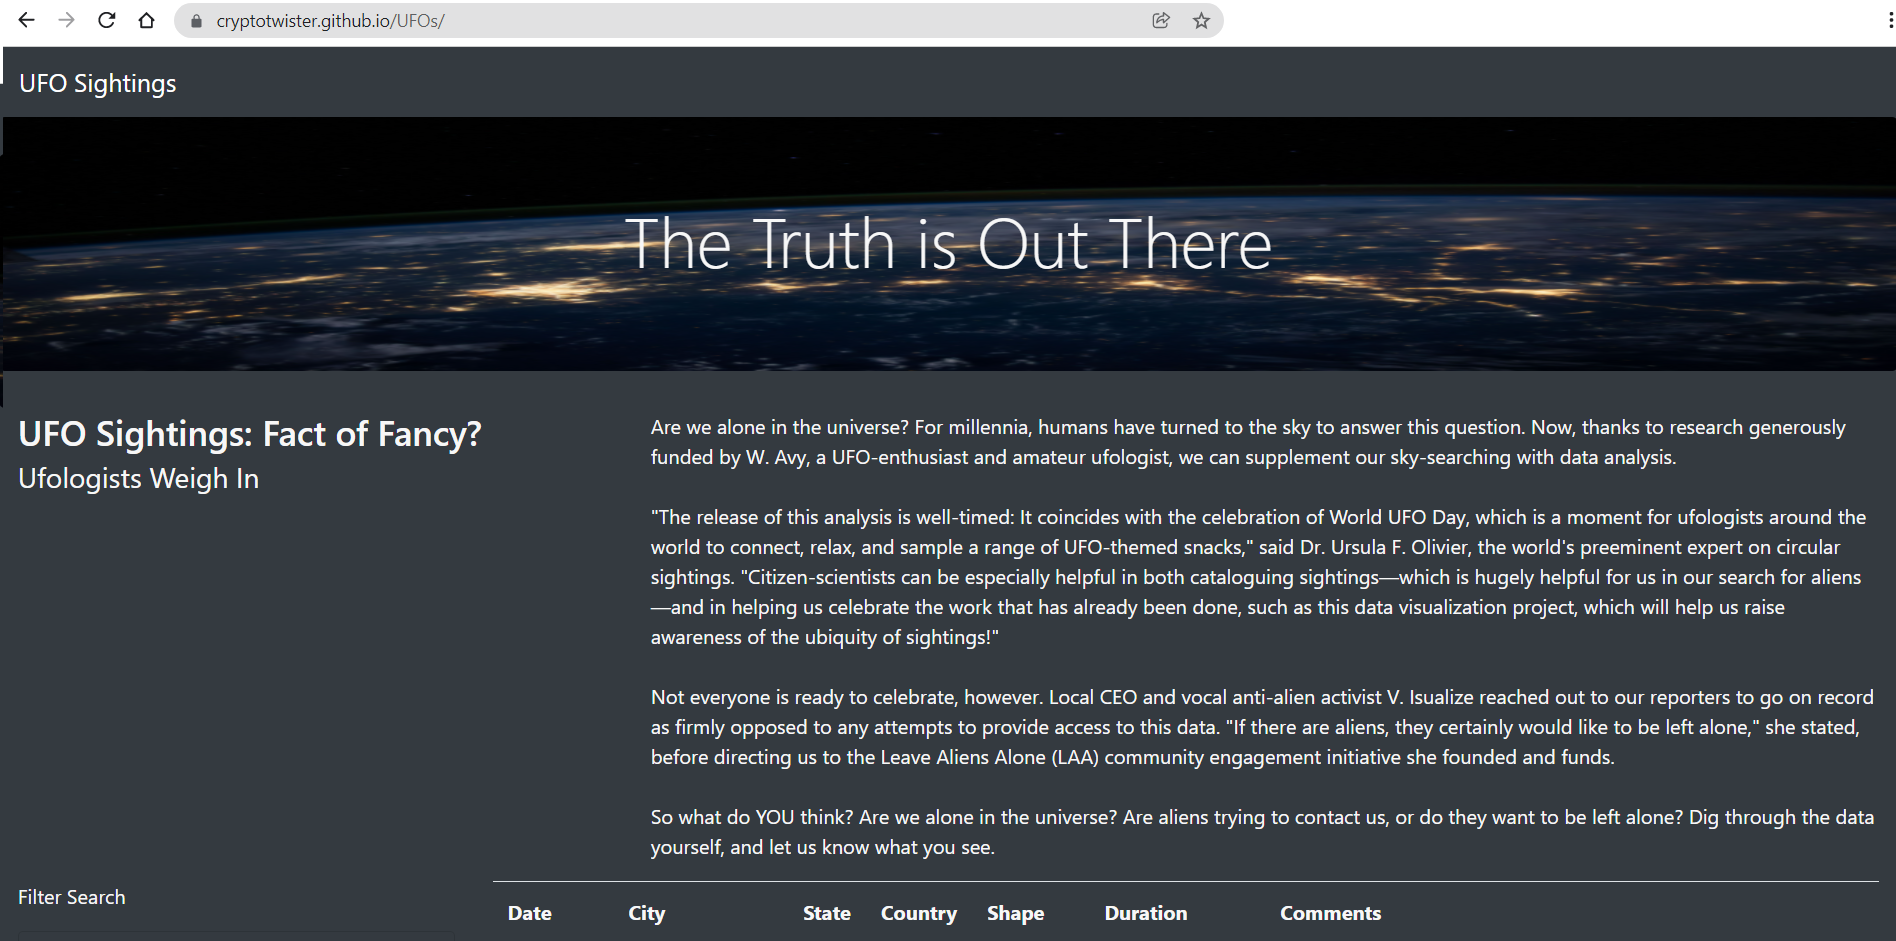 cryptotwister.github.io/UFOs/
UFO Sightings
The Truth is Out There
UFO Sightings: Fact of Fancy?
Ufologists Weigh In
Are we alone in the universe? For millennia, humans have turned to the sky to answer this question. Now, thanks to research generously
funded by W. Avy, a UFO-enthusiast and amateur ufologist, we can supplement our sky-searching with data analysis.
"The release of this analysis is well-timed: It coincides with the celebration of World UFO Day, which is a moment for ufologists around the
world to connect, relax, and sample a range of UFO-themed snacks," said Dr. Ursula F. Olivier, the world's preeminent expert on circular
sightings. "Citizen-scientists can be especially helpful in both cataloguing sightings—which is hugely helpful for us in our search for aliens
—and in helping us celebrate the work that has already been done, such as this data visualization project, which will help us raise
awareness of the ubiquity of sightings!"
Not everyone is ready to celebrate, however. Local CEO and vocal anti-alien activist V. Isualize reached out to our reporters to go on record
as firmly opposed to any attempts to provide access to this data. "If there are aliens, they certainly would like to be left alone," she stated,
before directing us to the Leave Aliens Alone (LAA) community engagement initiative she founded and funds.
So what do YOU think? Are we alone in the universe? Are aliens trying to contact us, or do they want to be left alone? Dig through the data
yourself, and let us know what you see.
Filter Search
Date City State Country Shape Duration Comments